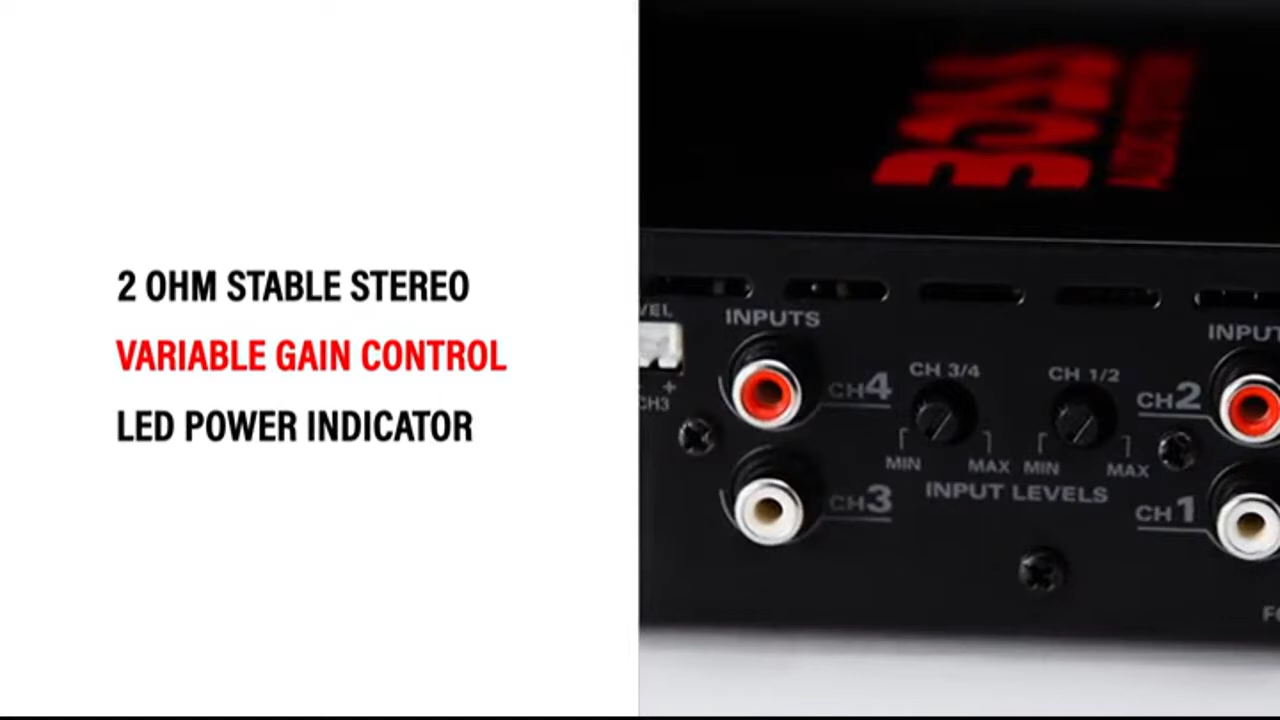 2 OHM STABLE STEREO
VARIABLE GAIN CONTROL
LED POWER INDICATOR
INPUTS
CH4
CH3
CH 3/4
MIN MAX
CH 1/2
MIN MAX
INPUT LEVELS
CH2
CH1
CH3